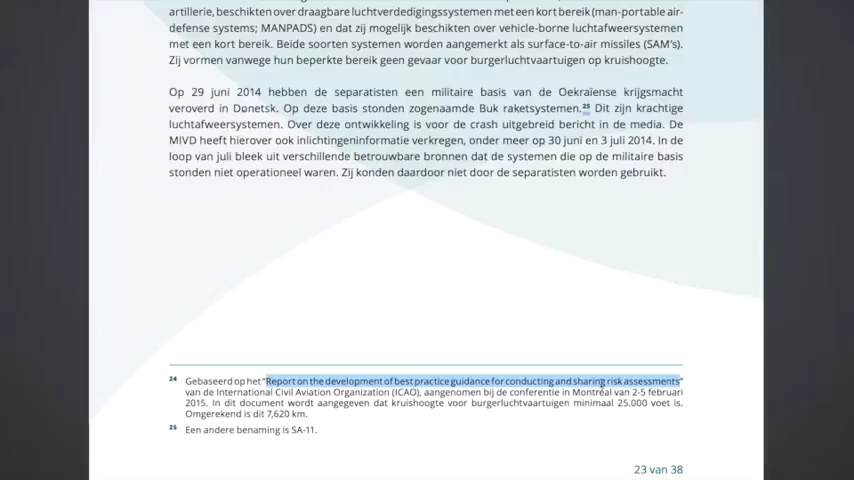 artillerie, beschikten over draagbare luchtverdedigingssystemen met een kort bereik (man-portable air-
defense systems; MANPADS) en dat zij mogelijk beschikten over vehicle-borne luchtafweersystemen
met een kort bereik. Beide soorten systemen worden aangemerkt als surface-to-air missiles (SAM's).
Zij vormen vanwege hun beperkte bereik geen gevaar voor burgerluchtvaartuigen op kruishoogte.
Op 29 juni 2014 hebben de separatisten een militaire basis van de Oekraïense krijgsmacht
veroverd in Donetsk. Op deze basis stonden zogenaamde Buk raketsystemen.25 Dit zijn krachtige
luchtafweersystemen. Over deze ontwikkeling is voor de crash uitgebreid bericht in de media. De
MIVD heeft hierover ook inlichtingeninformatie verkregen, onder meer op 30 juni en 3 juli 2014. In de
loop van juli bleek uit verschillende betrouwbare bronnen dat de systemen die op de militaire basis
stonden niet operationeel waren. Zij konden daardoor niet door de separatisten worden gebruikt.
24 Gebaseerd op het "Report on the development of best practice guidance for conducting and sharing risk assessments"
van de International Civil Aviation Organization (ICAO), aangenomen bij de conferentie in Montréal van 2-5 februari
2015. In dit document wordt aangegeven dat kruishoogte voor burgerluchtvaartuigen minimaal 25.000 voet is.
Omgerekend is dit 7,620 km.
25 Een andere benaming is SA-11.
23 van 38